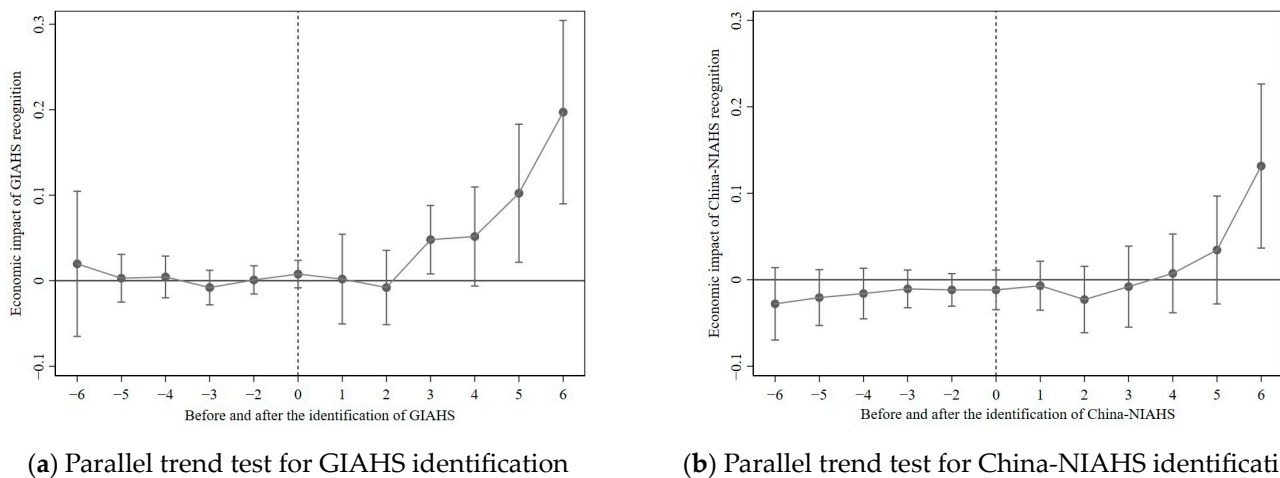 Economic impact of GIAHS recognition
0.3
0.2
0.1
0
−0.1
−6 −5 −4 −3 −2 0 1 2 3 4 5 6
Before and after the identification of GIAHS
(a) Parallel trend test for GIAHS identification
Economic impact of China-NIAHS recognition
0.3
0.2
0.1
0
−0.1
−6 −5 −4 −3 −2 0 1 2 3 4 5 6
Before and after the identification of China-NIAHS
(b) Parallel trend test for China-NIAHS identificati